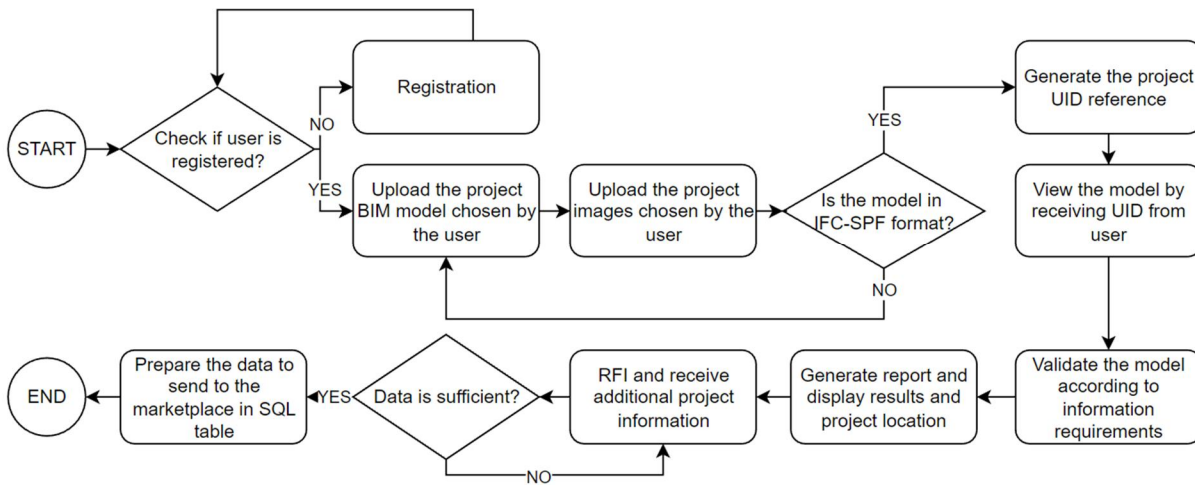 START
Check if user is
registered?
NO
Registration
YES
Upload the project
BIM model chosen by
the user
Upload the project
images chosen by the
user
Is the model in
IFC-SPF format?
YES
NO
Generate the project
UID reference
View the model by
receiving UID from
user
Validate the model
according to
information
requirements
Generate report and
display results and
project location
RFI and receive
additional project
information
Data is sufficient?
NO
YES
Prepare the data to
send to the
marketplace in SQL
table
END